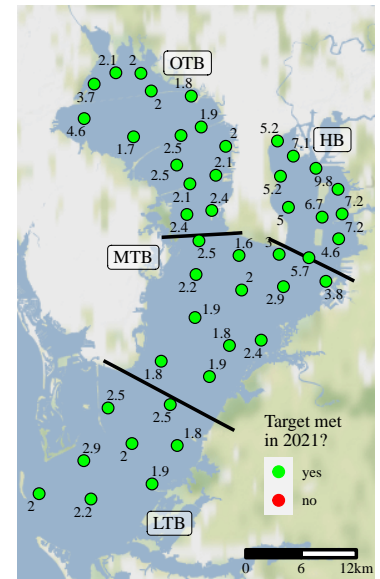 2.1 2
OTB
3.7 2 1.8
4.6 1.9
1.7 2.5 2
5.2
HB
7.1
2.5 2.1
5.2 9.8
2.1 2.4
5 6.7 7.2
2.4
7.2
MTB
2.5 1.6 3 4.6
5.7
2.2 2 2.9 3.8
1.9
1.8 2.4
1.8 1.9
2.5 2.5
Target met
in 2021?
yes
no
2.9 2 1.8
1.9
2 2.2
LTB
0 6 12km